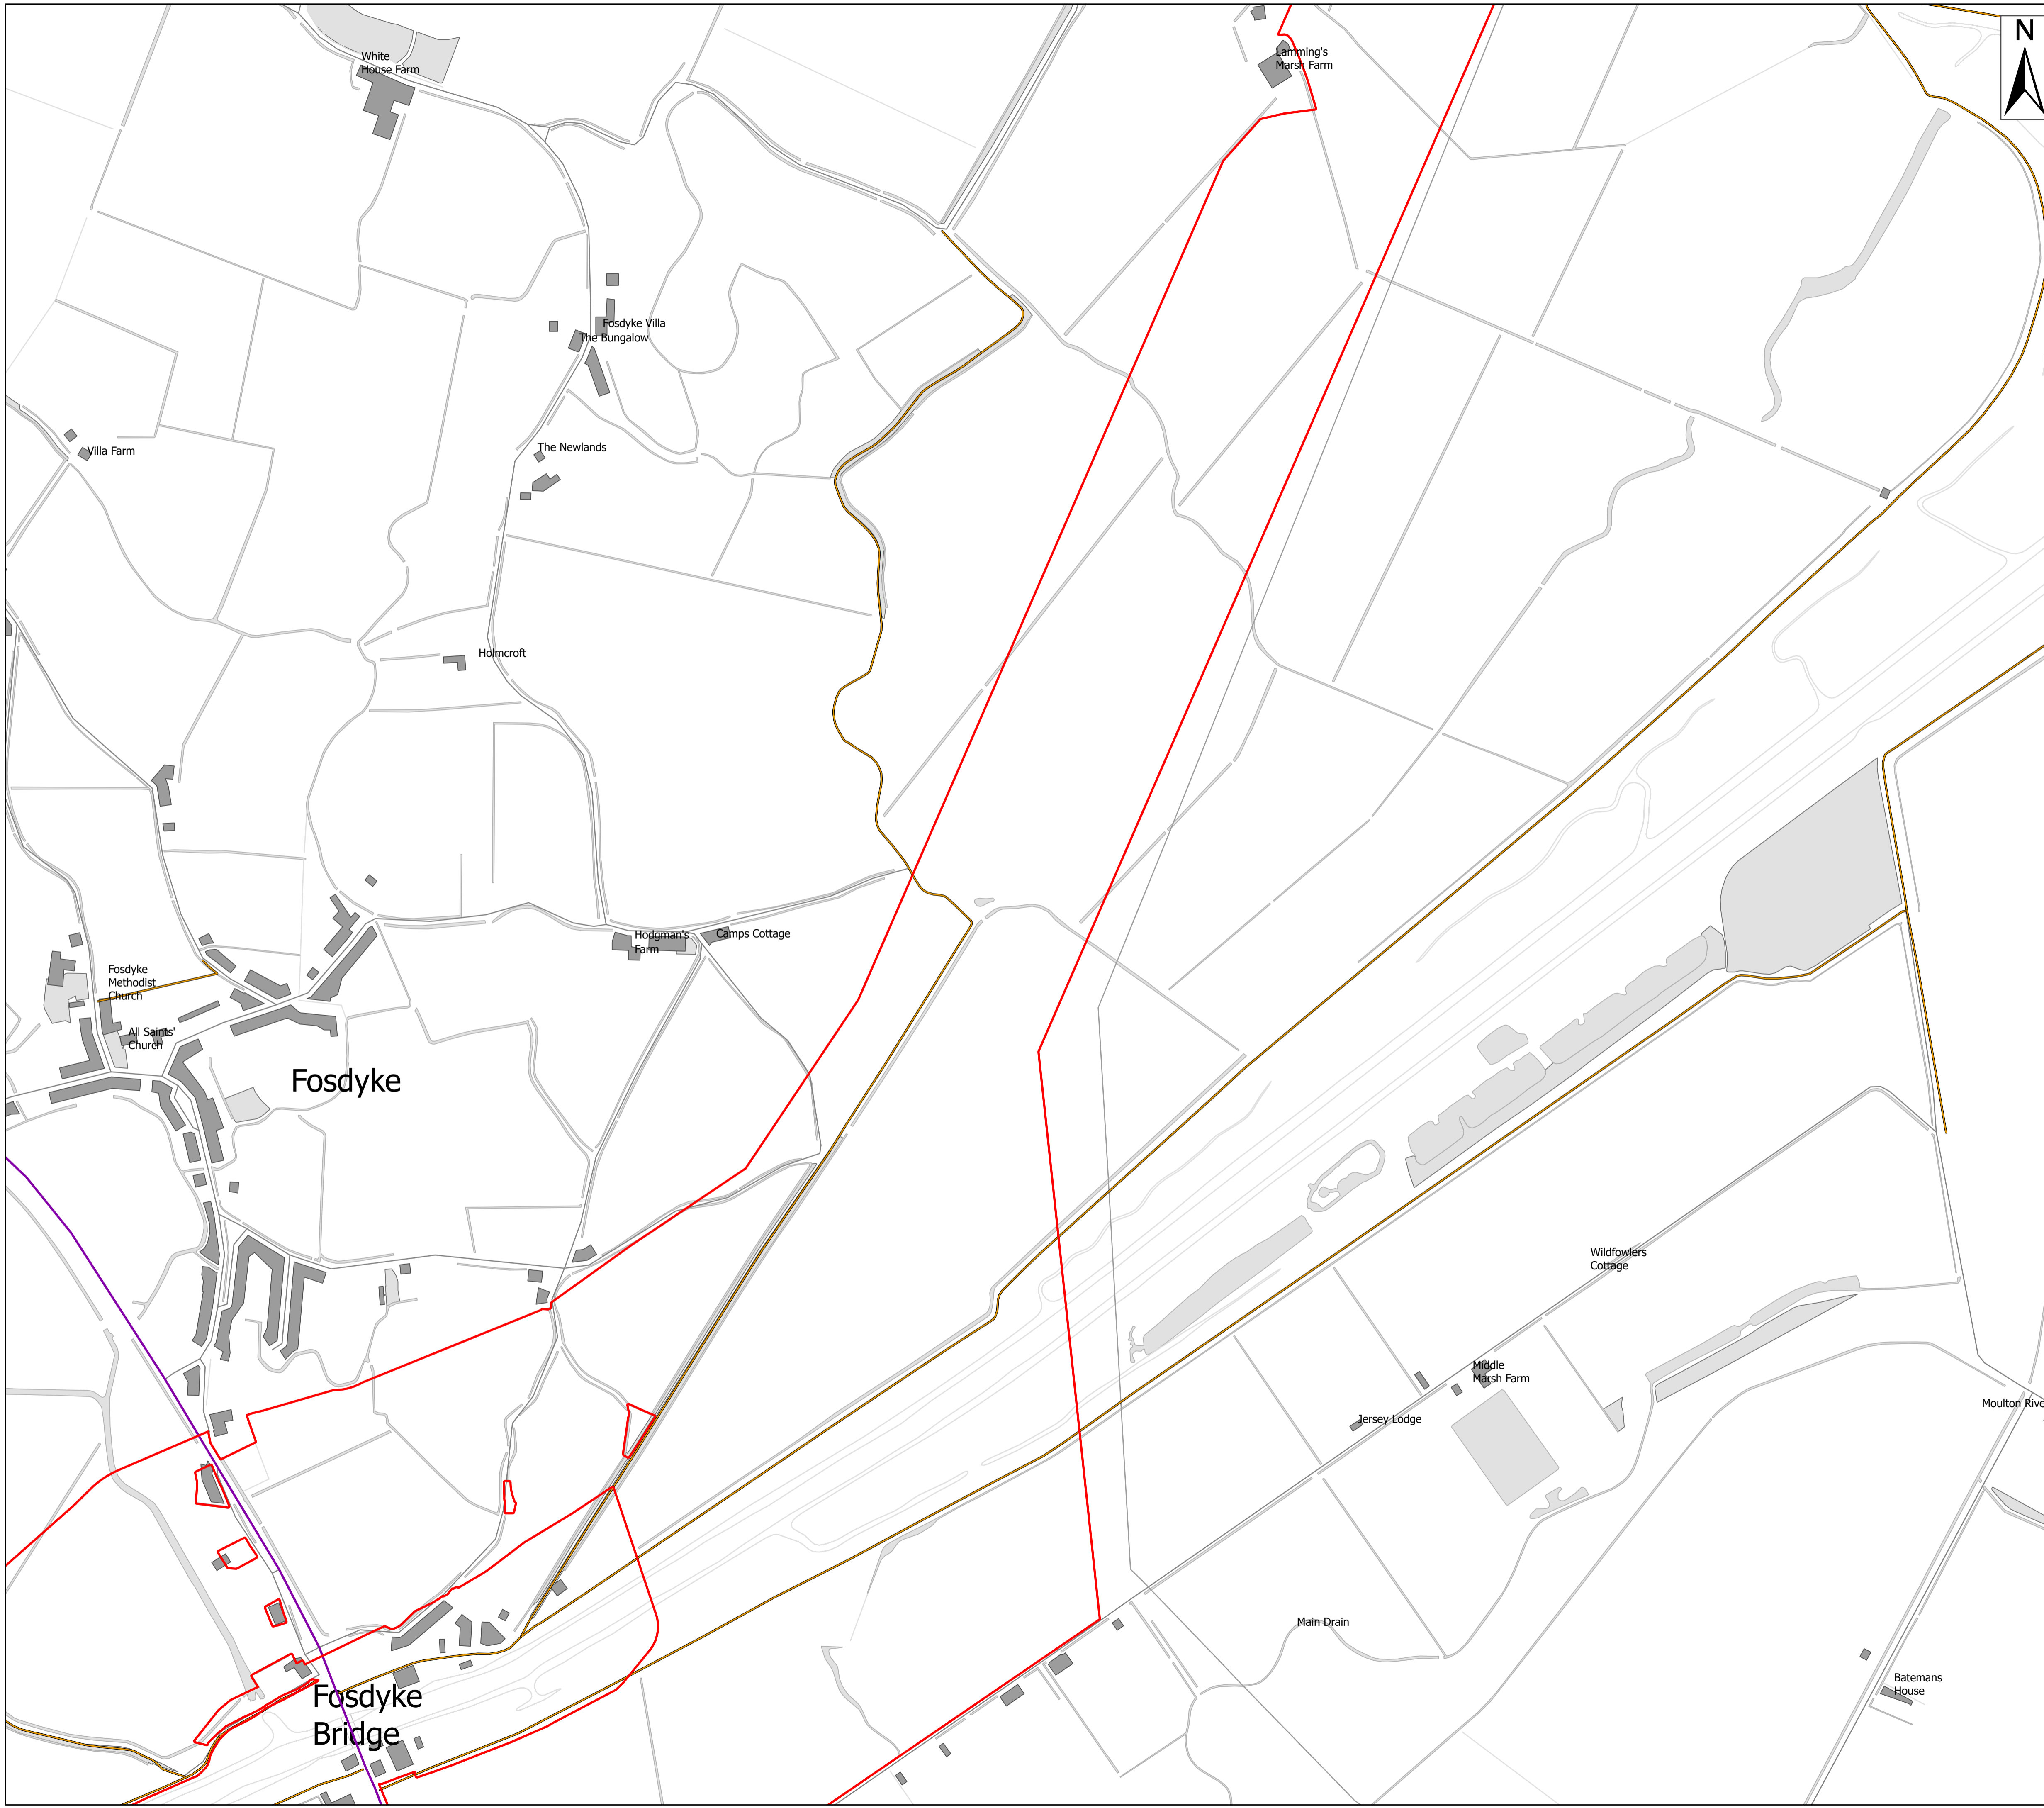 N
White
House Farm
Lamming's
Marsh Farm
Fosdyke Villa
The Bungalow
Villa Farm
The Newlands
Holmcroft
Hodgman's
Farm
Camps Cottage
Fosdyke
Methodist
Church
All Saints'
Church
Fosdyke
Wildfowlers
Cottage
Middle
Marsh Farm
Jersey Lodge
Moulton Rive
Main Drain
Batemans
House
Fosdyke
Bridge